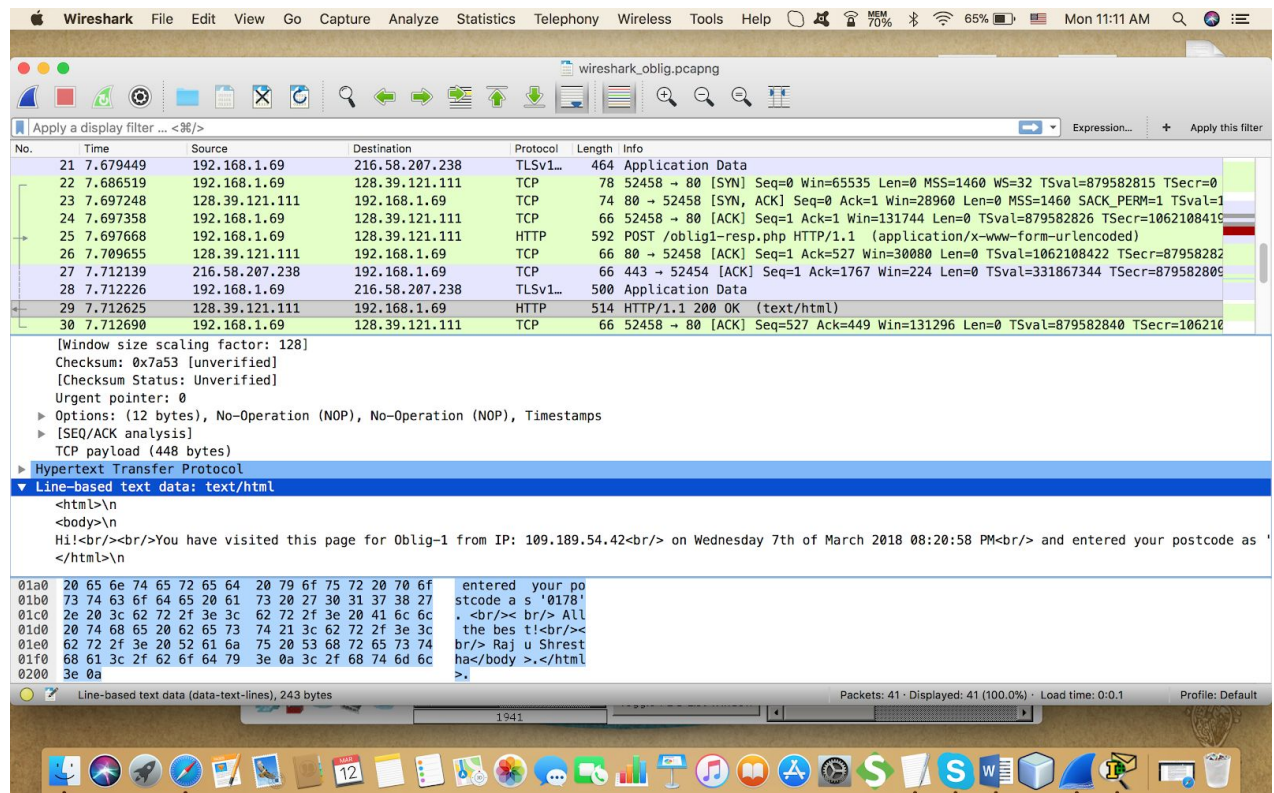 Wireshark File Edit View Go Capture Analyze Statistics Telephony Wireless Tools Help MEM 70% 65% Mon 11:11 AM
wireshark_oblig.pcapng
Apply a display filter ... <⌘/> Expression... + Apply this filter
No. Time Source Destination Protocol Length Info
21 7.679449 192.168.1.69 216.58.207.238 TLSv1… 464 Application Data
22 7.686519 192.168.1.69 128.39.121.111 TCP 78 52458 → 80 [SYN] Seq=0 Win=65535 Len=0 MSS=1460 WS=32 TSval=879582815 TSecr=0
23 7.697248 128.39.121.111 192.168.1.69 TCP 74 80 → 52458 [SYN, ACK] Seq=0 Ack=1 Win=28960 Len=0 MSS=1460 SACK_PERM=1 TSval=1
24 7.697358 192.168.1.69 128.39.121.111 TCP 66 52458 → 80 [ACK] Seq=1 Ack=1 Win=131744 Len=0 TSval=879582826 TSecr=1062108419
25 7.697668 192.168.1.69 128.39.121.111 HTTP 592 POST /oblig1-resp.php HTTP/1.1 (application/x-www-form-urlencoded)
26 7.709655 128.39.121.111 192.168.1.69 TCP 66 80 → 52458 [ACK] Seq=1 Ack=527 Win=30080 Len=0 TSval=1062108422 TSecr=87958282
27 7.712139 216.58.207.238 192.168.1.69 TCP 66 443 → 52454 [ACK] Seq=1 Ack=1767 Win=224 Len=0 TSval=331867344 TSecr=879582809
28 7.712226 192.168.1.69 216.58.207.238 TLSv1… 500 Application Data
29 7.712625 128.39.121.111 192.168.1.69 HTTP 514 HTTP/1.1 200 OK (text/html)
30 7.712690 192.168.1.69 128.39.121.111 TCP 66 52458 → 80 [ACK] Seq=527 Ack=449 Win=131296 Len=0 TSval=879582840 TSecr=106210
[Window size scaling factor: 128]
Checksum: 0x7a53 [unverified]
[Checksum Status: Unverified]
Urgent pointer: 0
Options: (12 bytes), No-Operation (NOP), No-Operation (NOP), Timestamps
[SEQ/ACK analysis]
TCP payload (448 bytes)
Hypertext Transfer Protocol
Line-based text data: text/html
<html>\n
<body>\n
Hi!<br/><br/>You have visited this page for Oblig-1 from IP: 109.189.54.42<br/> on Wednesday 7th of March 2018 08:20:58 PM<br/> and entered your postcode as '
</html>\n
01a0 20 65 6e 74 65 72 65 64 20 79 6f 75 72 20 70 6f entered your po
01b0 73 74 63 6f 64 65 20 61 73 20 27 30 31 37 38 27 stcode a s '0178'
01c0 2e 20 3c 62 72 2f 3e 3c 62 72 2f 3e 20 41 6c 6c . <br/>< br/> All
01d0 20 74 68 65 20 62 65 73 74 21 3c 62 72 2f 3e 3c the bes t!<br/><
01e0 62 72 2f 3e 20 52 61 6a 75 20 53 68 72 65 73 74 br/> Raj u Shrest
01f0 68 61 3c 2f 62 6f 64 79 3e 0a 3c 2f 68 74 6d 6c ha</body >.</html
0200 3e 0a >.
Line-based text data (data-text-lines), 243 bytes Packets: 41 · Displayed: 41 (100.0%) · Load time: 0:0.1 Profile: Default
1941
MAR
12